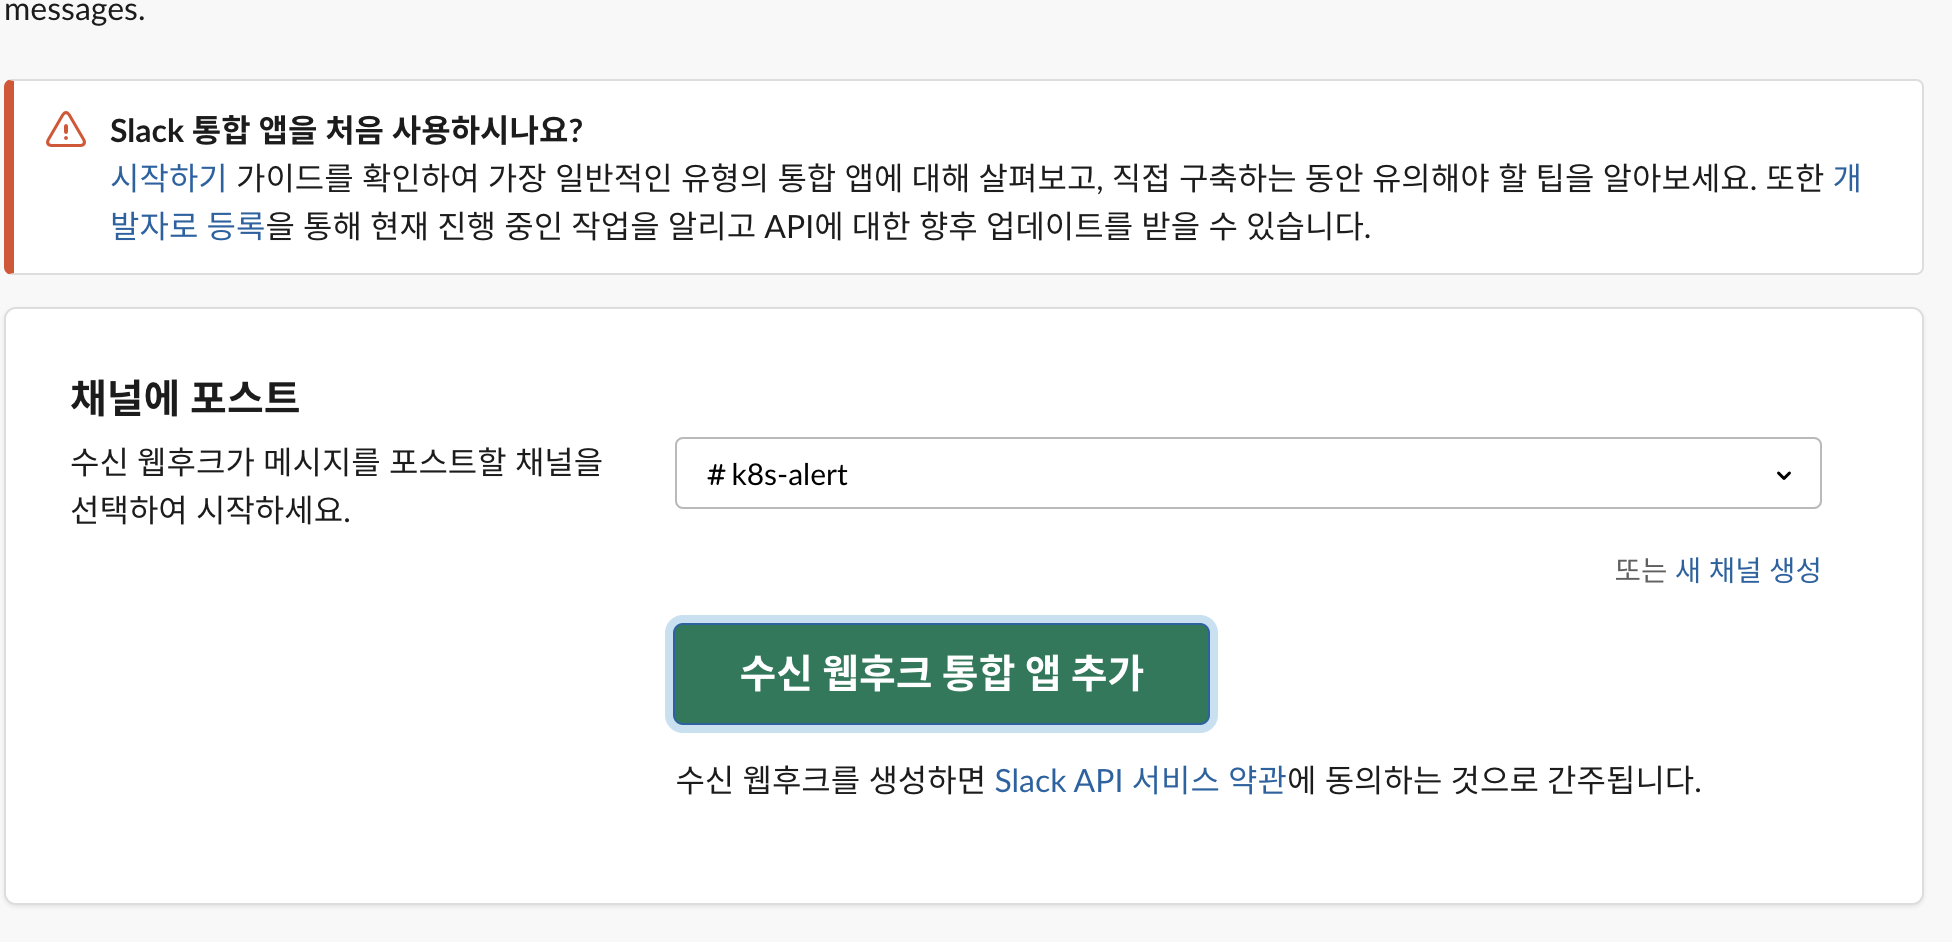 messages.
Slack 통합 앱을 처음 사용하시나요?
시작하기 가이드를 확인하여 가장 일반적인 유형의 통합 앱에 대해 살펴보고, 직접 구축하는 동안 유의해야 할 팁을 알아보세요. 또한 개
발자로 등록을 통해 현재 진행 중인 작업을 알리고 API에 대한 향후 업데이트를 받을 수 있습니다.
채널에 포스트
수신 웹후크가 메시지를 포스트할 채널을
선택하여 시작하세요.
# k8s-alert
또는 새 채널 생성
수신 웹후크 통합 앱 추가
수신 웹후크를 생성하면 Slack API 서비스 약관에 동의하는 것으로 간주됩니다.